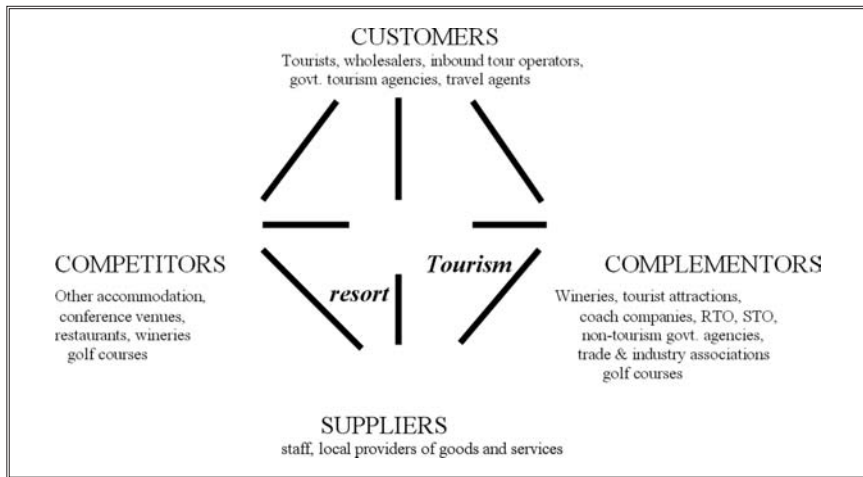 CUSTOMERS
Tourists, wholesalers, inbound tour operators,
govt. tourism agencies, travel agents
COMPETITORS
Other accommodation,
conference venues,
restaurants, wineries
golf courses
resort
Tourism
COMPLEMENTORS
Wineries, tourist attractions,
coach companies, RTO, STO,
non-tourism govt. agencies,
trade & industry associations
golf courses
SUPPLIERS
staff, local providers of goods and services